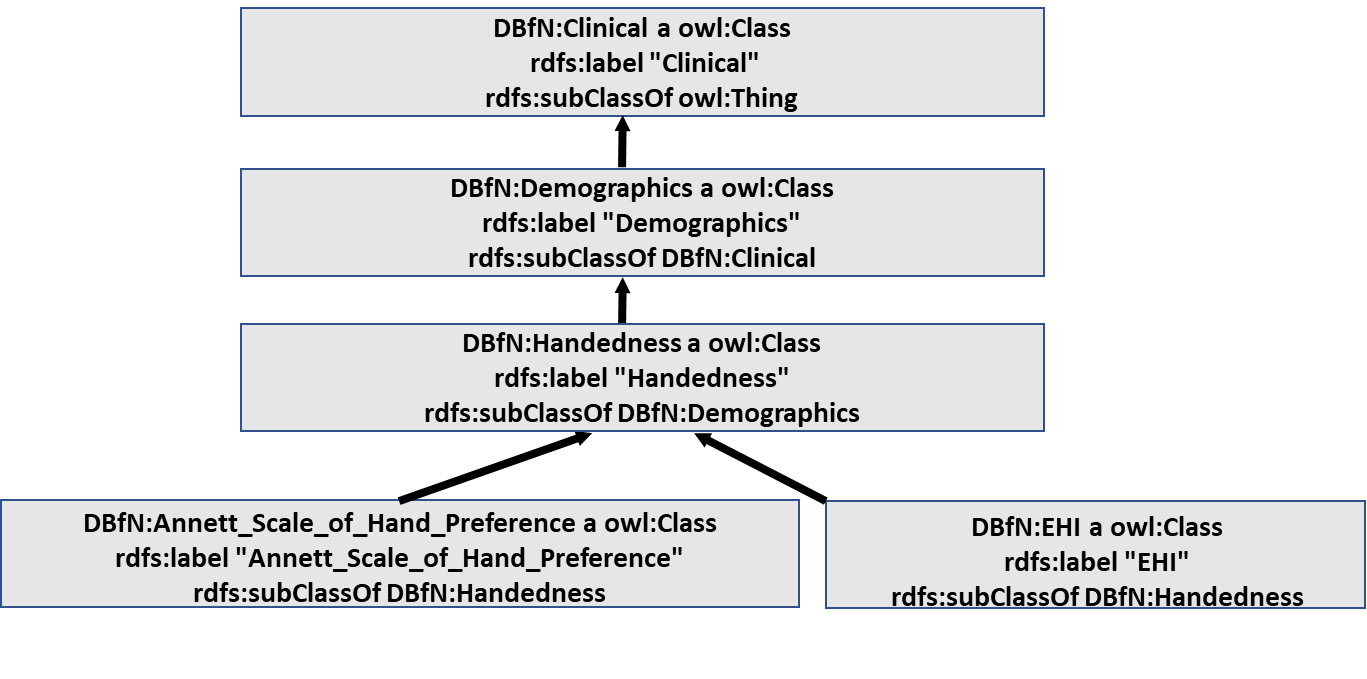 DBfN:Clinical a owl:Class
rdfs:label "Clinical"
rdfs:subClassOf owl:Thing
DBfN:Demographics a owl:Class
rdfs:label "Demographics"
rdfs:subClassOf DBfN:Clinical
DBfN:Handedness a owl:Class
rdfs:label "Handedness"
rdfs:subClassOf DBfN:Demographics
DBfN:Annett_Scale_of_Hand_Preference a owl:Class
rdfs:label "Annett_Scale_of_Hand_Preference"
rdfs:subClassOf DBfN:Handedness
DBfN:EHI a owl:Class
rdfs:label "EHI"
rdfs:subClassOf DBfN:Handedness